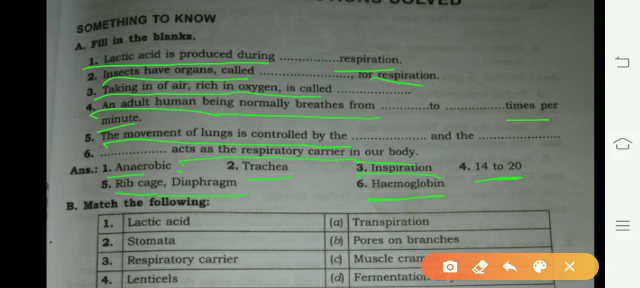 SOMETHING TO KNOW
A. Fill in the blanks.
1. Lactic acid is produced during ............respiration.
2. Insects have organs, called ...................., for respiration.
3. Taking in of air, rich in oxygen, is called ...............
4. An adult human being normally breathes from ............to ................times per
minute.
5. The movement of lungs is controlled by the .................... and the ....................
6. .................. acts as the respiratory carrier in our body.
Ans.: 1. Anaerobic 2. Trachea 3. Inspiration 4. 14 to 20
5. Rib cage, Diaphragm 6. Haemoglobin
B. Match the following:
1. Lactic acid (a) Transpiration
2. Stomata (b) Pores on branches
3. Respiratory carrier (c) Muscle
4. Lenticels (d) Fermentation